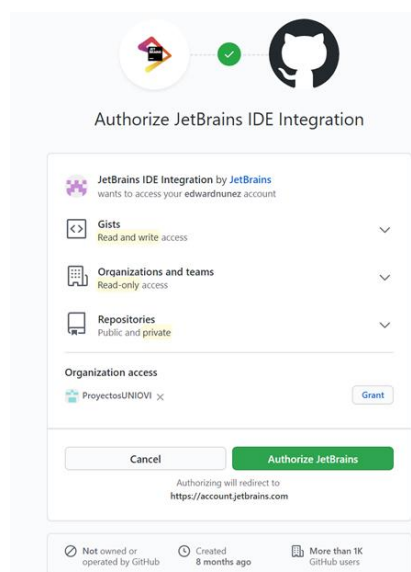 Authorize JetBrains IDE Integration
JetBrains IDE Integration by JetBrains
wants to access your edwardnunez account
Gists
Read and write access
Organizations and teams
Read-only access
Repositories
Public and private
Organization access
ProyectosUNIOVI
Grant
Cancel
Authorize JetBrains
Authorizing will redirect to
https://account.jetbrains.com
Not owned or
operated by GitHub
Created
8 months ago
More than 1K
GitHub users